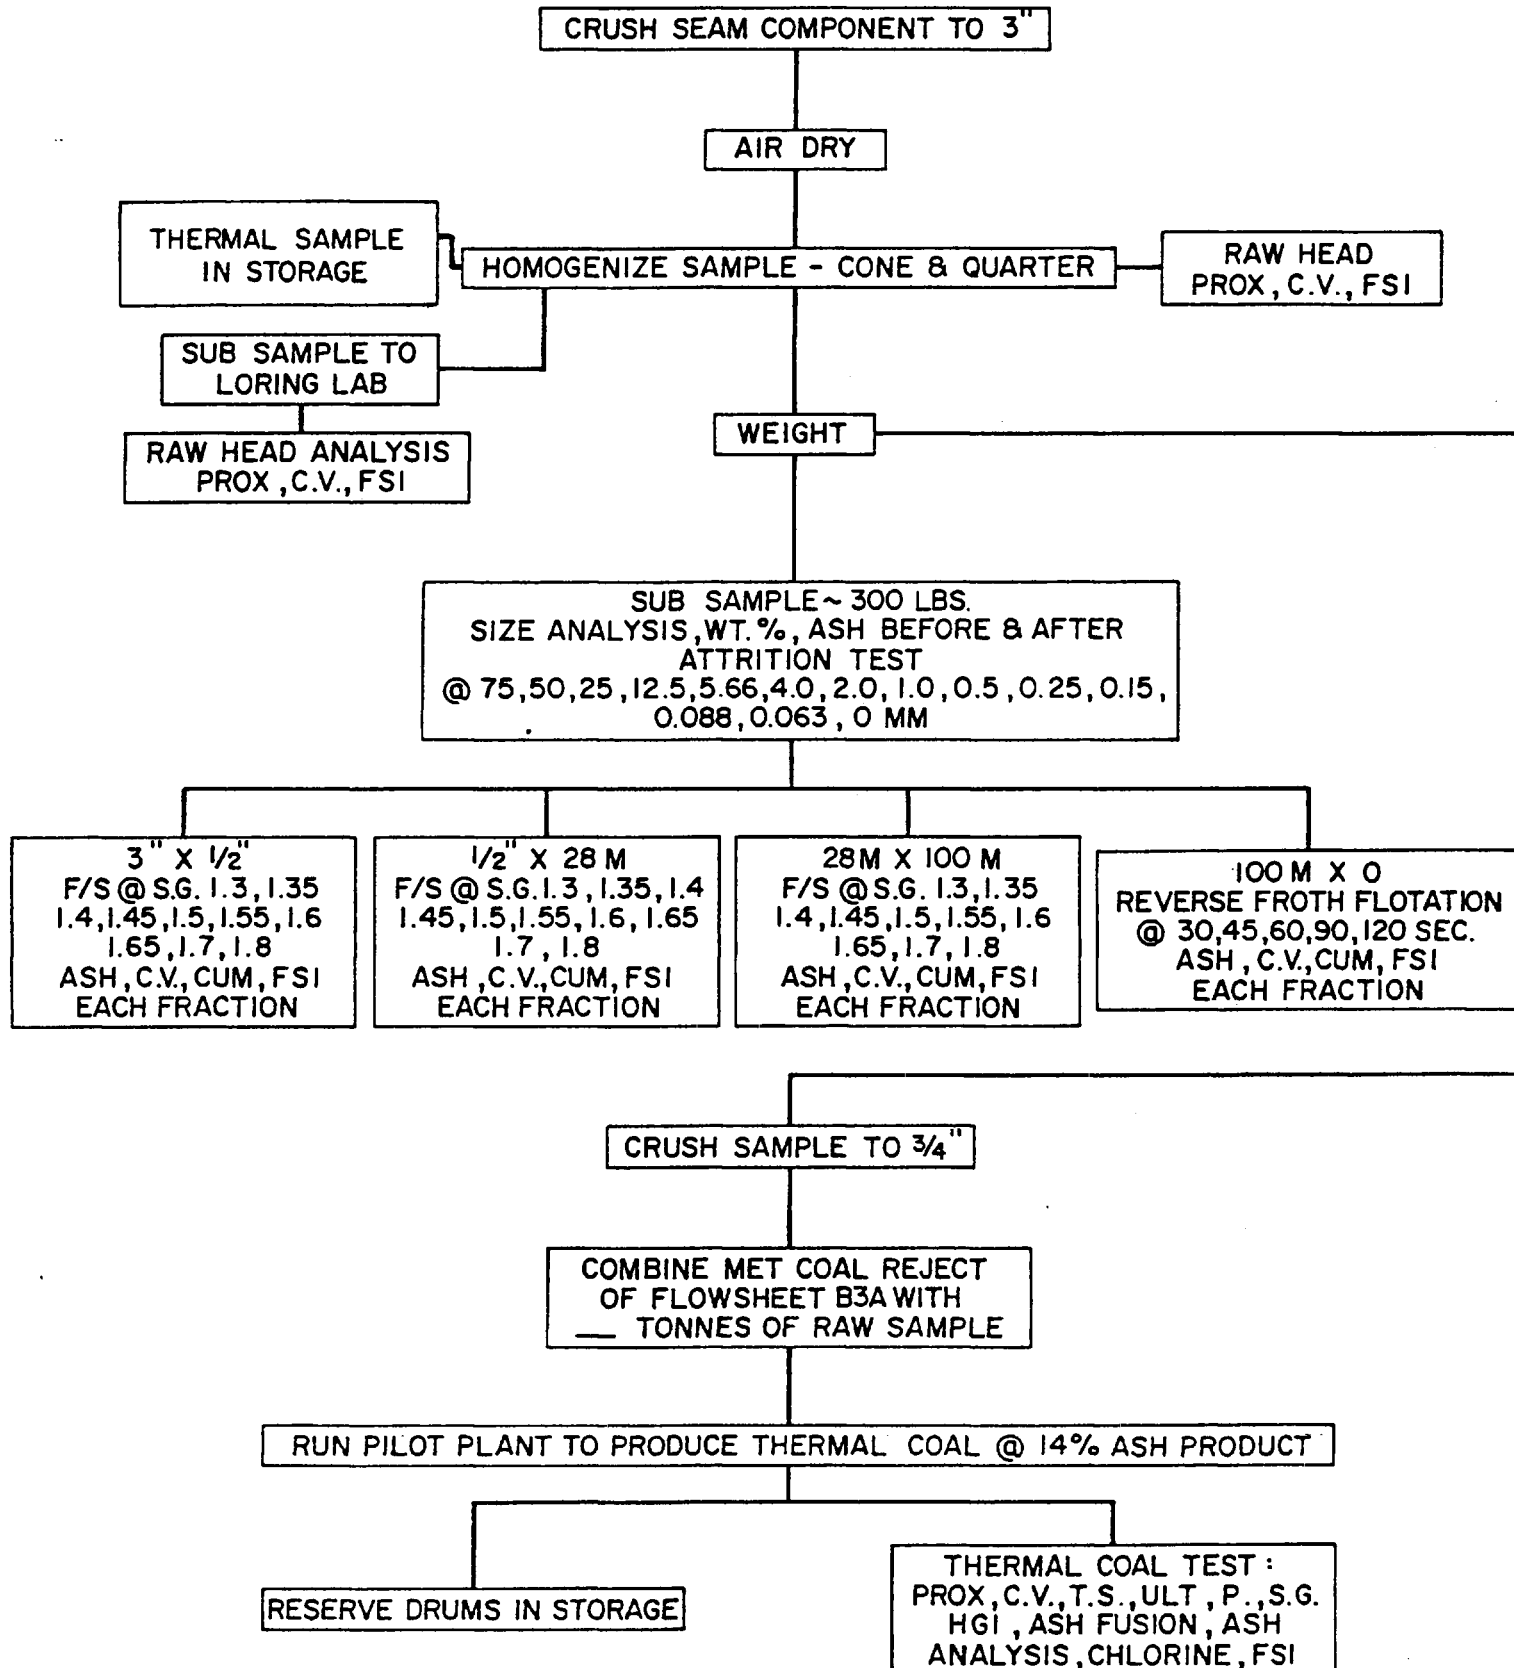 CRUSH SEAM COMPONENT TO 3"
AIR DRY
THERMAL SAMPLE
IN STORAGE
HOMOGENIZE SAMPLE - CONE & QUARTER
RAW HEAD
PROX, C.V., FSI
SUB SAMPLE TO
LORING LAB
RAW HEAD ANALYSIS
PROX, C.V., FSI
WEIGHT
SUB SAMPLE ~ 300 LBS.
SIZE ANALYSIS, WT. %, ASH BEFORE & AFTER
ATTRITION TEST
@ 75, 50, 25, 12.5, 5.66, 4.0, 2.0, 1.0, 0.5, 0.25, 0.15,
0.088, 0.063, 0 MM
3" X 1/2"
F/S @ S.G. 1.3, 1.35
1.4, 1.45, 1.5, 1.55, 1.6
1.65, 1.7, 1.8
ASH, C.V., CUM, FSI
EACH FRACTION
1/2" X 28 M
F/S @ S.G. 1.3, 1.35, 1.4
1.45, 1.5, 1.55, 1.6, 1.65
1.7, 1.8
ASH, C.V., CUM, FSI
EACH FRACTION
28M X 100 M
F/S @ S.G. 1.3, 1.35
1.4, 1.45, 1.5, 1.55, 1.6
1.65, 1.7, 1.8
ASH, C.V., CUM, FSI
EACH FRACTION
100 M X 0
REVERSE FROTH FLOTATION
@ 30, 45, 60, 90, 120 SEC.
ASH, C.V., CUM, FSI
EACH FRACTION
CRUSH SAMPLE TO 3/4"
COMBINE MET COAL REJECT
OF FLOWSHEET B3A WITH
__ TONNES OF RAW SAMPLE
RUN PILOT PLANT TO PRODUCE THERMAL COAL @ 14% ASH PRODUCT
RESERVE DRUMS IN STORAGE
THERMAL COAL TEST:
PROX, C.V., T.S., ULT, P., S.G.
HGI, ASH FUSION, ASH
ANALYSIS, CHLORINE, FSI